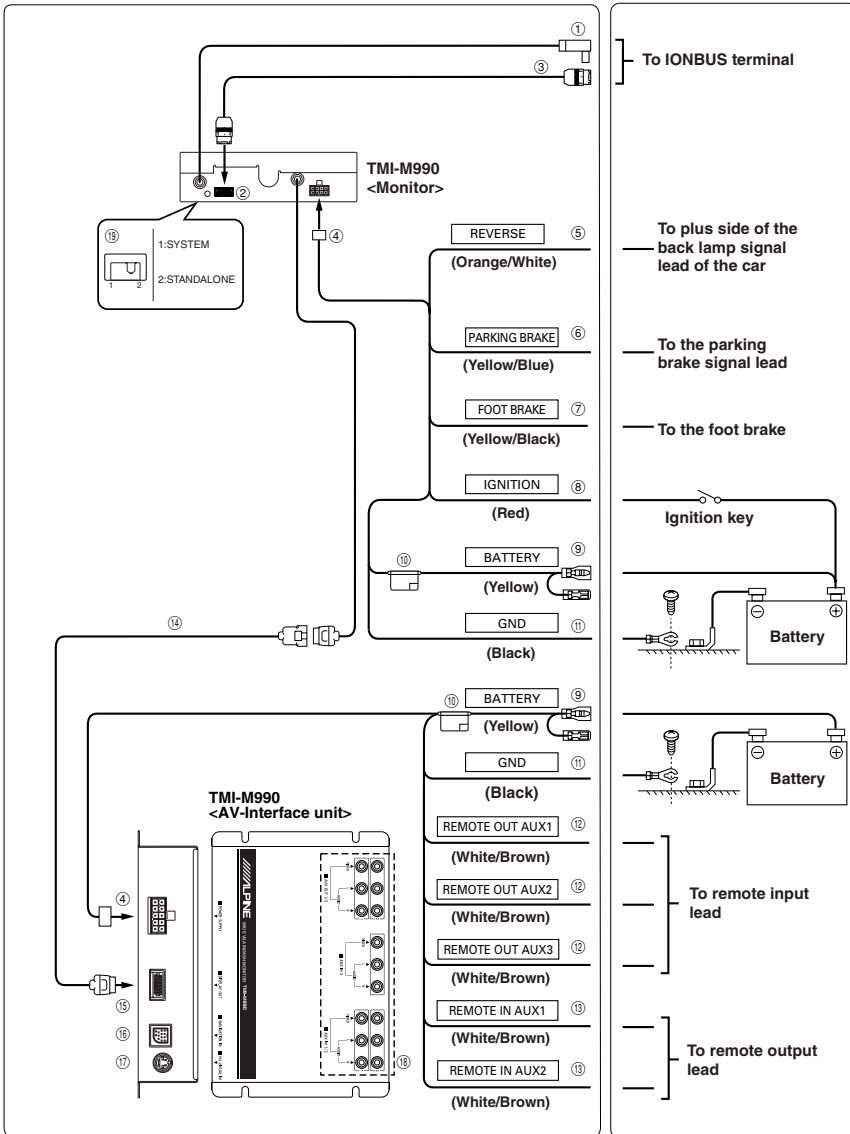 ①
③
To IONBUS terminal
TMI-M990
<Monitor>
②
④
⑲
1:SYSTEM
2:STANDALONE
1 2
REVERSE ⑤
(Orange/White)
To plus side of the
back lamp signal
lead of the car
PARKING BRAKE ⑥
(Yellow/Blue)
To the parking
brake signal lead
FOOT BRAKE ⑦
(Yellow/Black)
To the foot brake
IGNITION ⑧
(Red)
Ignition key
⑩
BATTERY ⑨
(Yellow)
GND ⑪
(Black)
⊖ ⊕
Battery
⑭
⑩
BATTERY ⑨
(Yellow)
GND ⑪
(Black)
⊖ ⊕
Battery
TMI-M990
<AV-Interface unit>
REMOTE OUT AUX1 ⑫
(White/Brown)
REMOTE OUT AUX2 ⑫
(White/Brown)
REMOTE OUT AUX3 ⑫
(White/Brown)
To remote input
lead
REMOTE IN AUX1 ⑬
(White/Brown)
REMOTE IN AUX2 ⑬
(White/Brown)
To remote output
lead
④
⑮
⑯
⑰
⑱
ALPINE
POWER SUPPLY